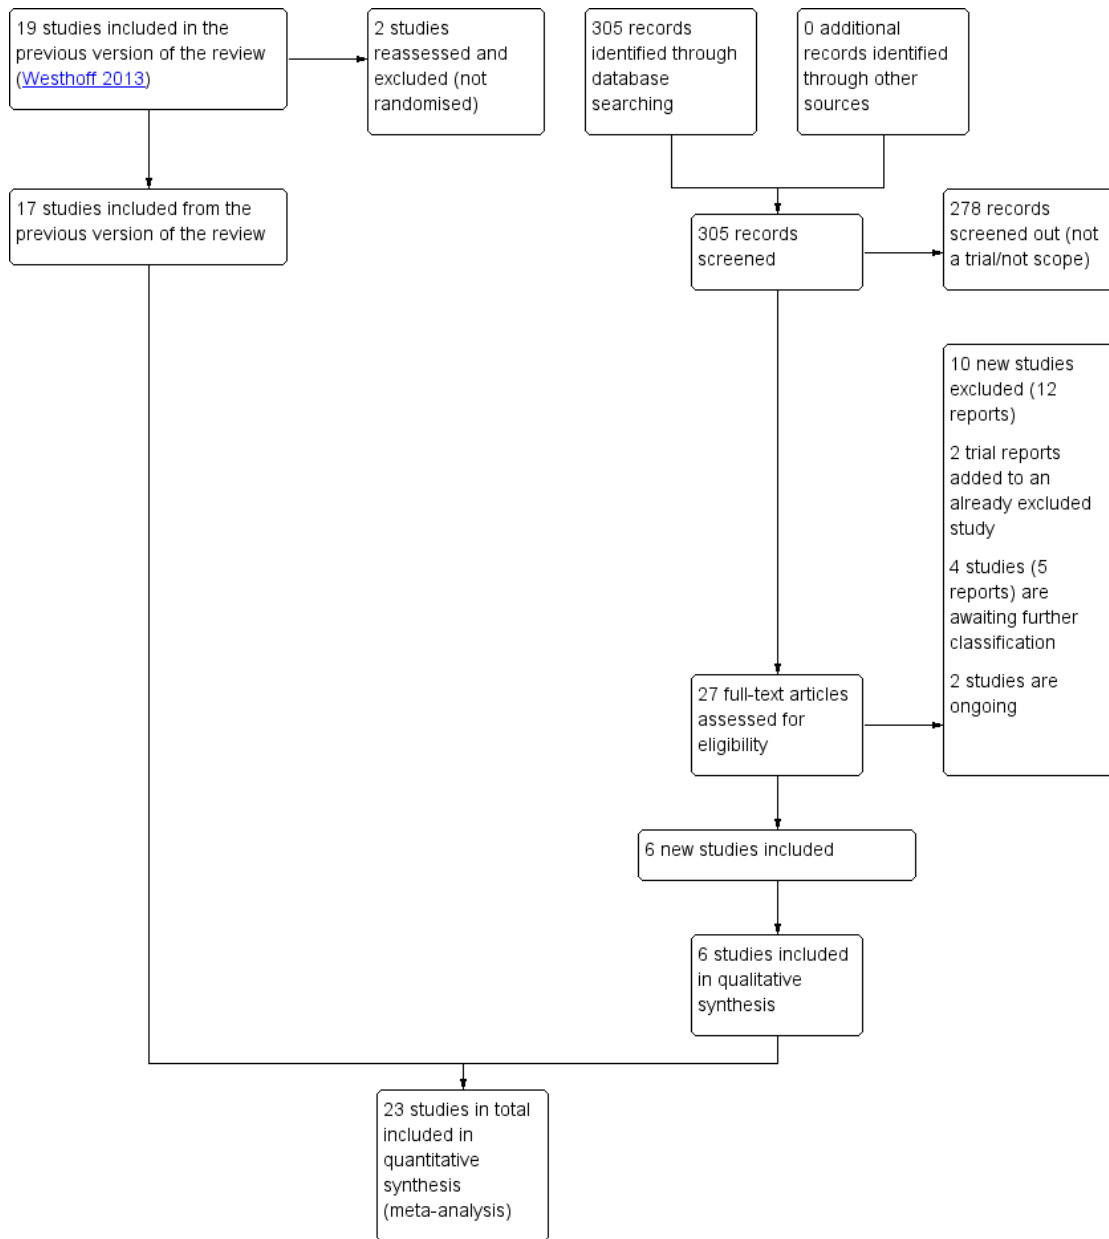 19 studies included in the
previous version of the review
(Westhoff 2013)
2 studies
reassessed and
excluded (not
randomised)
305 records
identified through
database
searching
0 additional
records identified
through other
sources
17 studies included from the
previous version of the review
305 records
screened
278 records
screened out (not
a trial/not scope)
10 new studies
excluded (12
reports)
2 trial reports
added to an
already excluded
study
4 studies (5
reports) are
awaiting further
classification
2 studies are
ongoing
27 full-text articles
assessed for
eligibility
6 new studies included
6 studies included
in qualitative
synthesis
23 studies in total
included in
quantitative
synthesis
(meta-analysis)